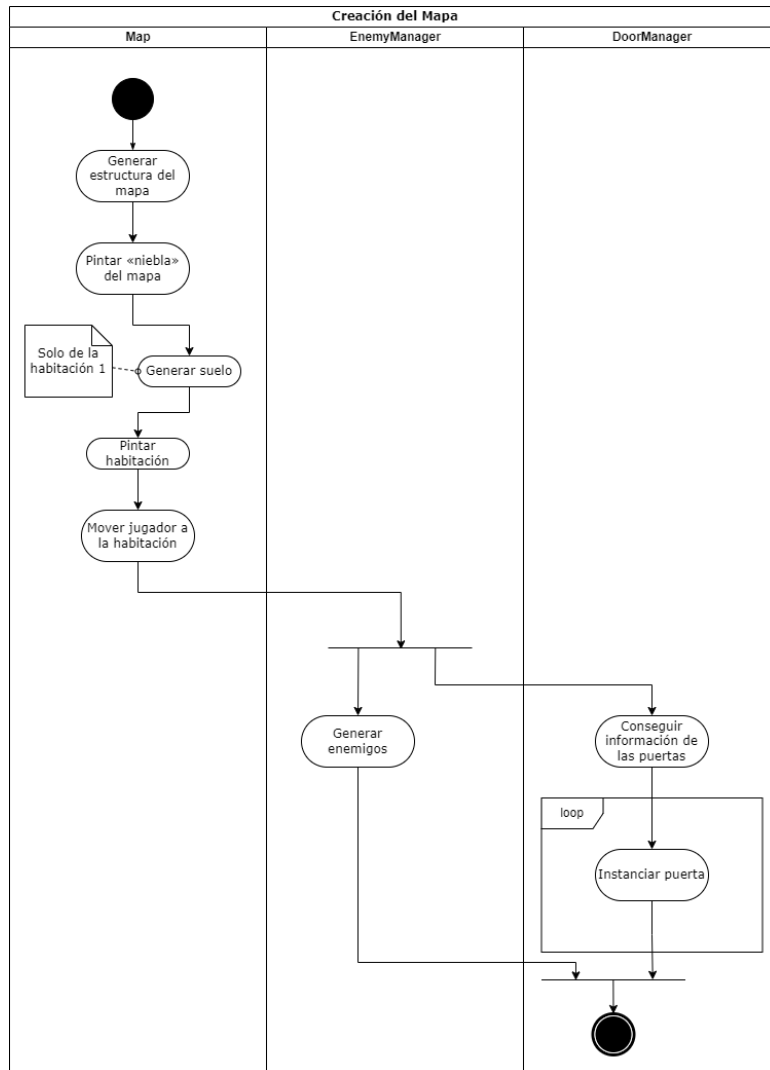 Creación del Mapa
Map
EnemyManager
DoorManager
Generar
estructura del
mapa
Pintar «niebla»
del mapa
Solo de la
habitación 1
Generar suelo
Pintar
habitación
Mover jugador a
la habitación
Generar
enemigos
Conseguir
información de
las puertas
loop
Instanciar puerta